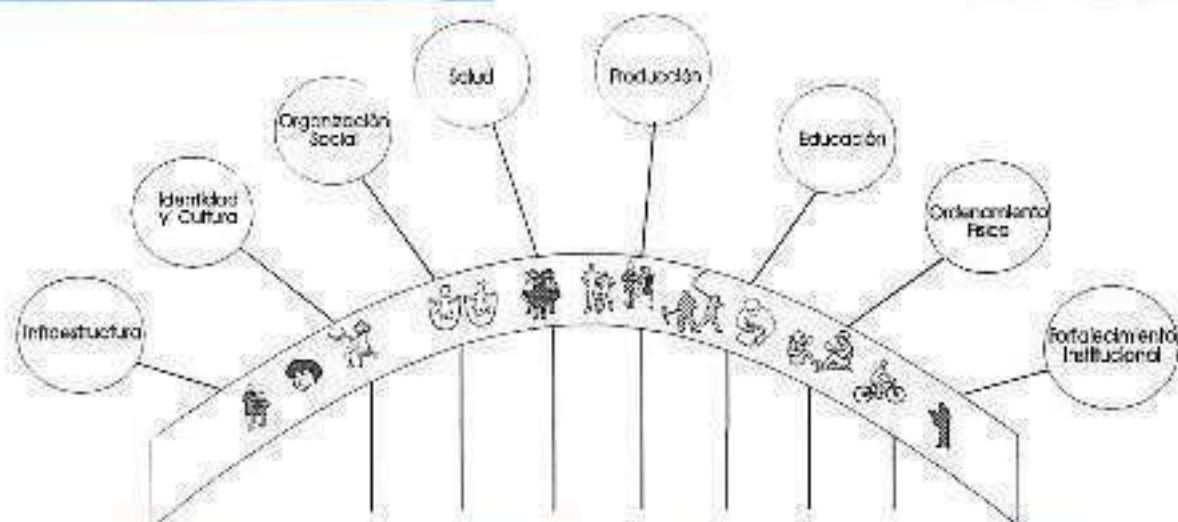 Infraestructura
Identidad
y Cultura
Organización
Social
Salud
Producción
Educación
Ordenamiento
Físico
Fortalecimiento
Institucional